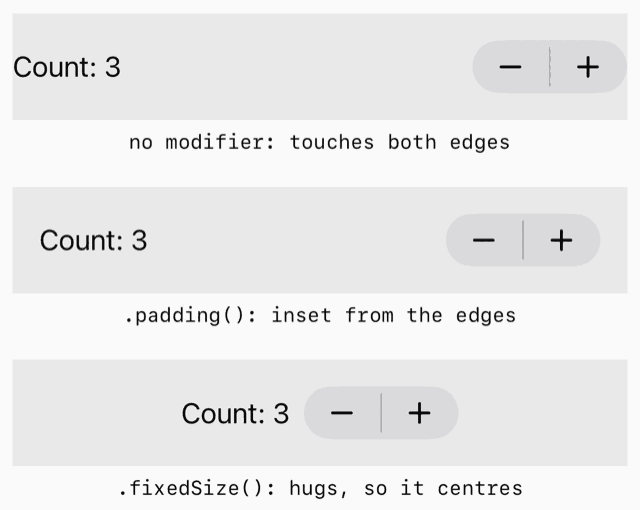 Count: 3
no modifier: touches both edges
Count: 3
.padding(): inset from the edges
Count: 3
.fixedSize(): hugs, so it centres